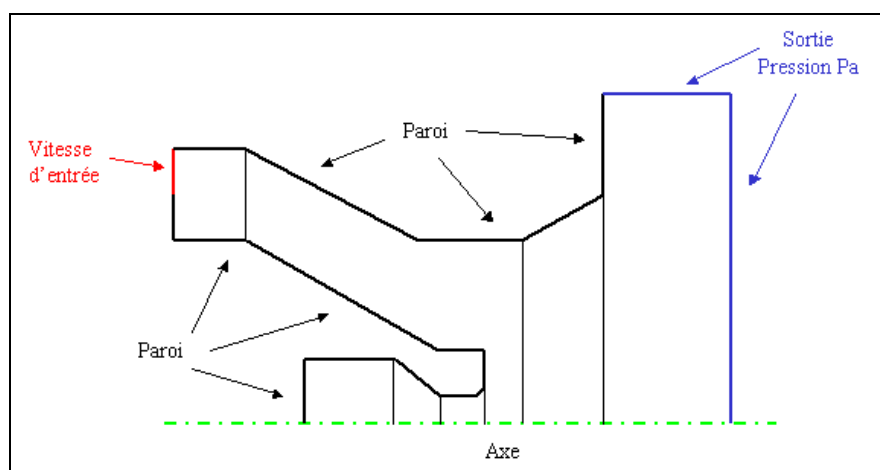 Sortie
Pression Pa
Paroi
Vitesse
d'entrée
Paroi
Axe